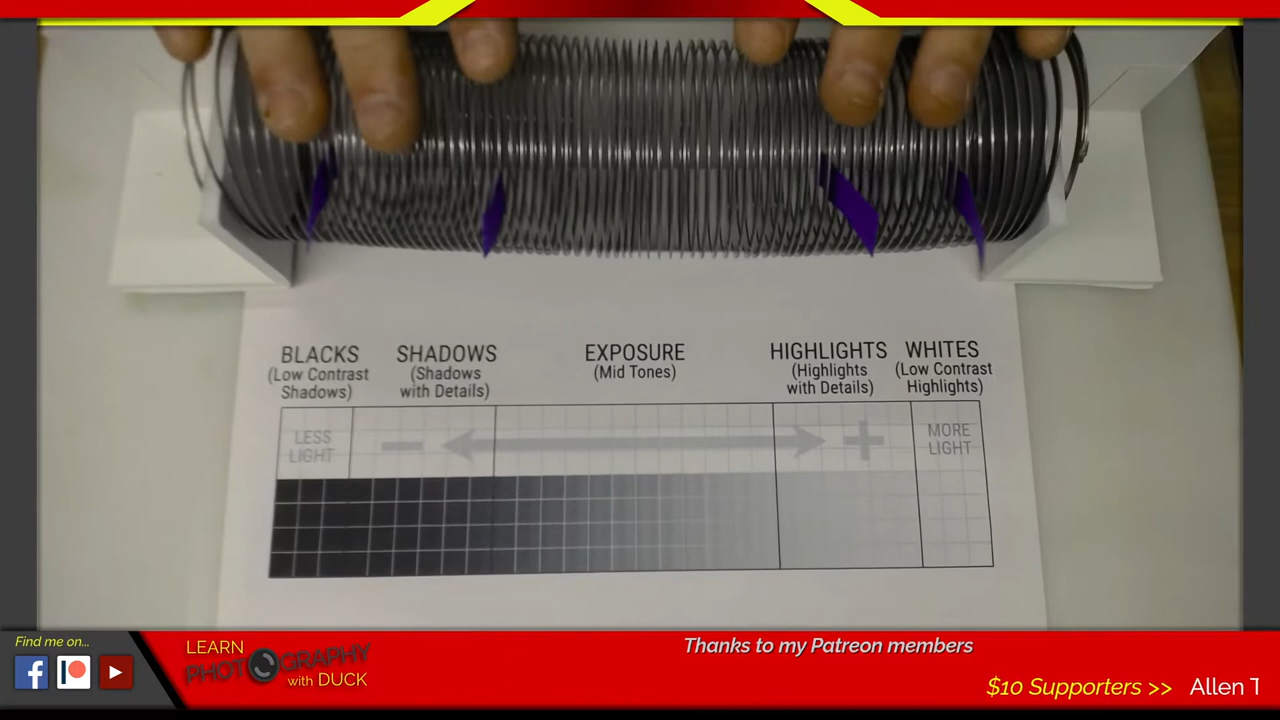 BLACKS
(Low Contrast
Shadows)
SHADOWS
(Shadows
with Details)
EXPOSURE
(Mid Tones)
HIGHLIGHTS
(Highlights
with Details)
WHITES
(Low Contrast
Highlights)
LESS
LIGHT
MORE
LIGHT
Find me on...
LEARN
PHOTOGRAPHY
with DUCK
Thanks to my Patreon members
$10 Supporters >> Allen T